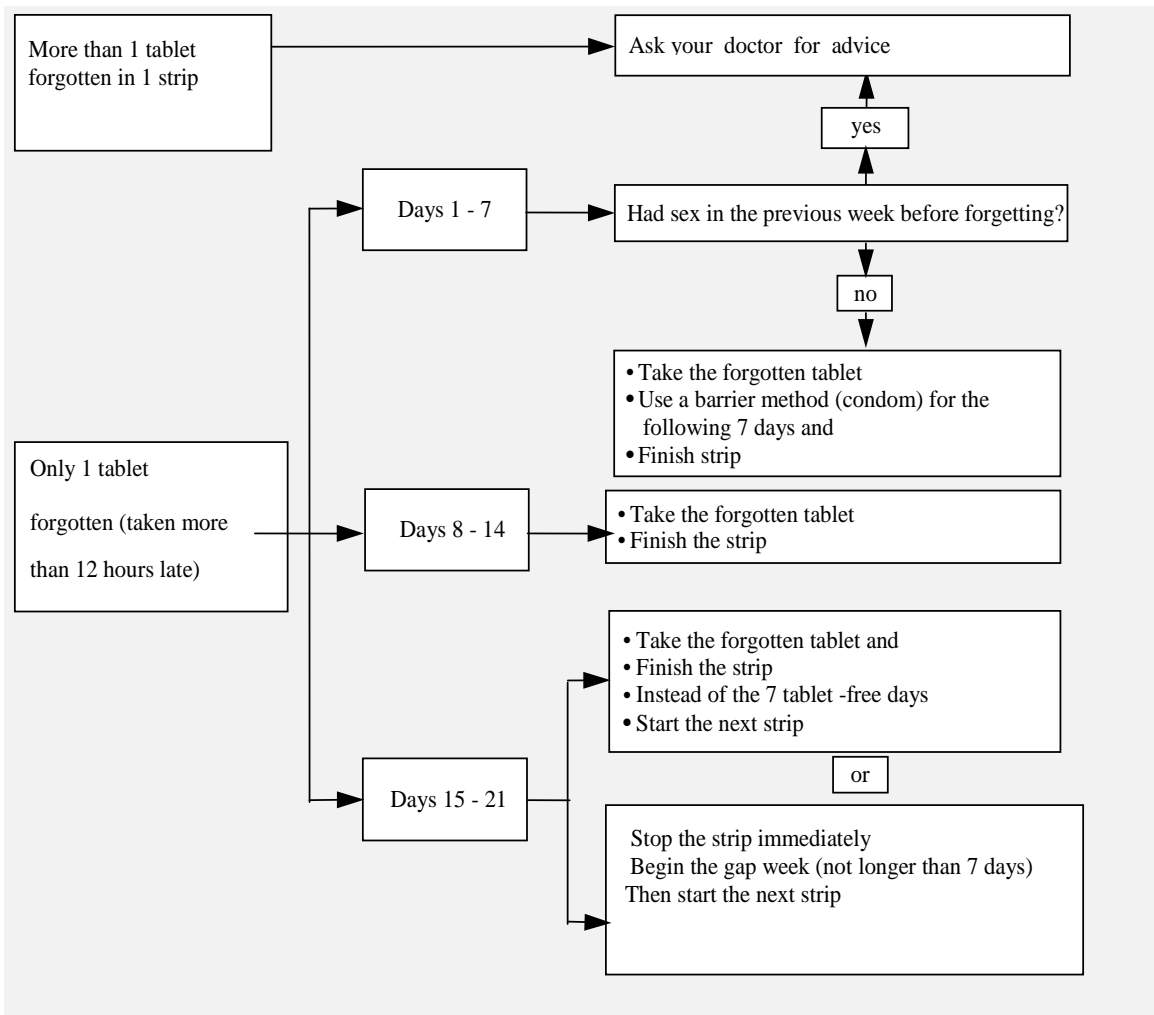 More than 1 tablet
forgotten in 1 strip
Ask your doctor for advice
yes
Days 1 - 7
Had sex in the previous week before forgetting?
no
• Take the forgotten tablet
• Use a barrier method (condom) for the
following 7 days and
• Finish strip
Only 1 tablet
forgotten (taken more
than 12 hours late)
Days 8 - 14
• Take the forgotten tablet
• Finish the strip
• Take the forgotten tablet and
• Finish the strip
• Instead of the 7 tablet -free days
• Start the next strip
or
Days 15 - 21
Stop the strip immediately
Begin the gap week (not longer than 7 days)
Then start the next strip